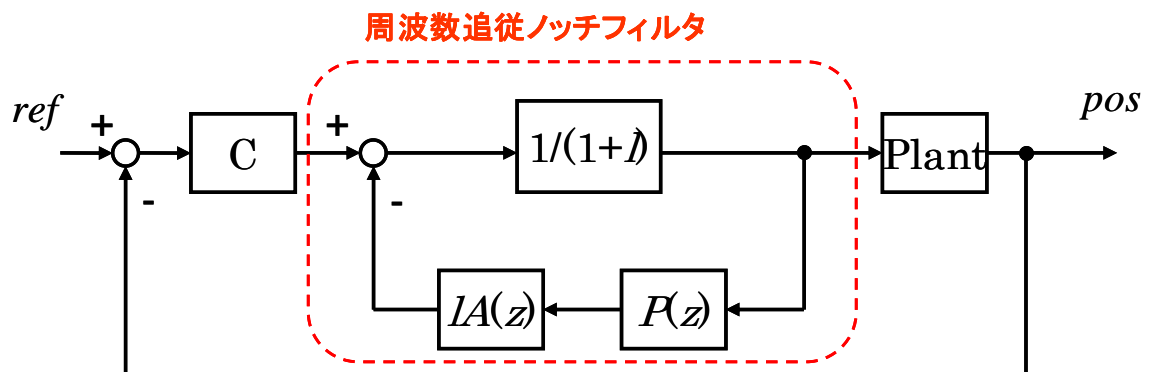 周波数追従ノッチフィルタ
ref
+
-
C
+
-
1/(1+l)
Plant
pos
lA(z)
P(z)